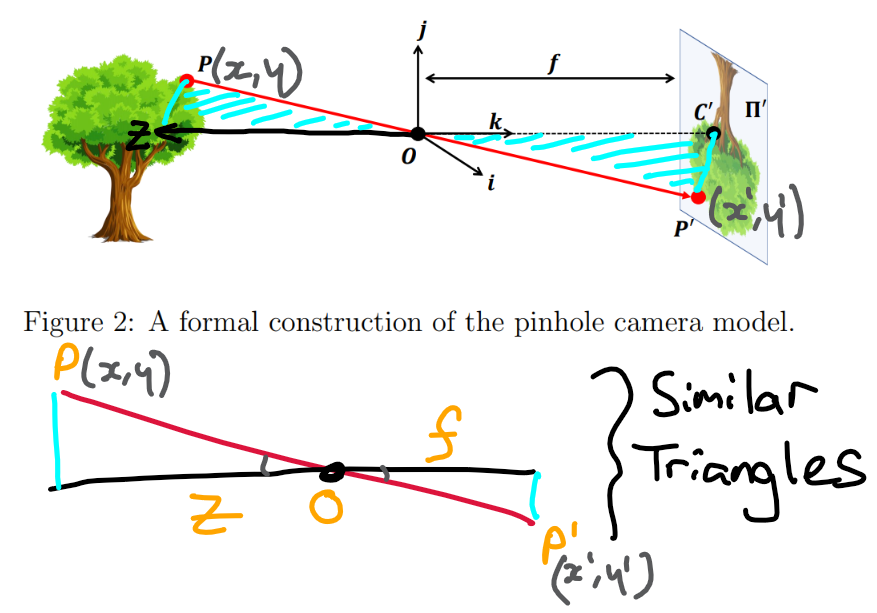 j
P(x,y)
f
Z
k
C'
Π'
O
i
(x',y')
P'
Figure 2: A formal construction of the pinhole camera model.
P(x,y)
Similar
f
Triangles
Z
O
P'
(x',y')